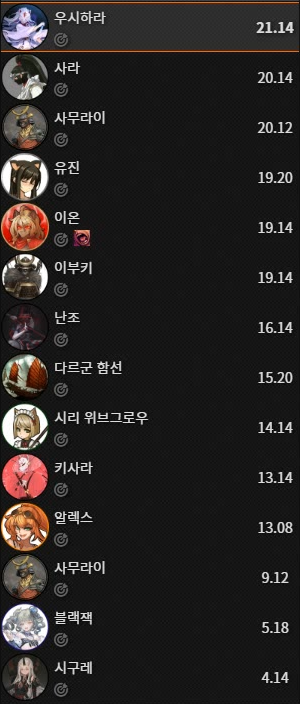 우시하라 21.14
사라 20.14
사무라이 20.12
유진 19.20
이온 19.14
이부키 19.14
난조 16.14
다르군 함선 15.20
시리 위브그로우 14.14
키사라 13.14
알렉스 13.08
사무라이 9.12
블랙잭 5.18
시구레 4.14